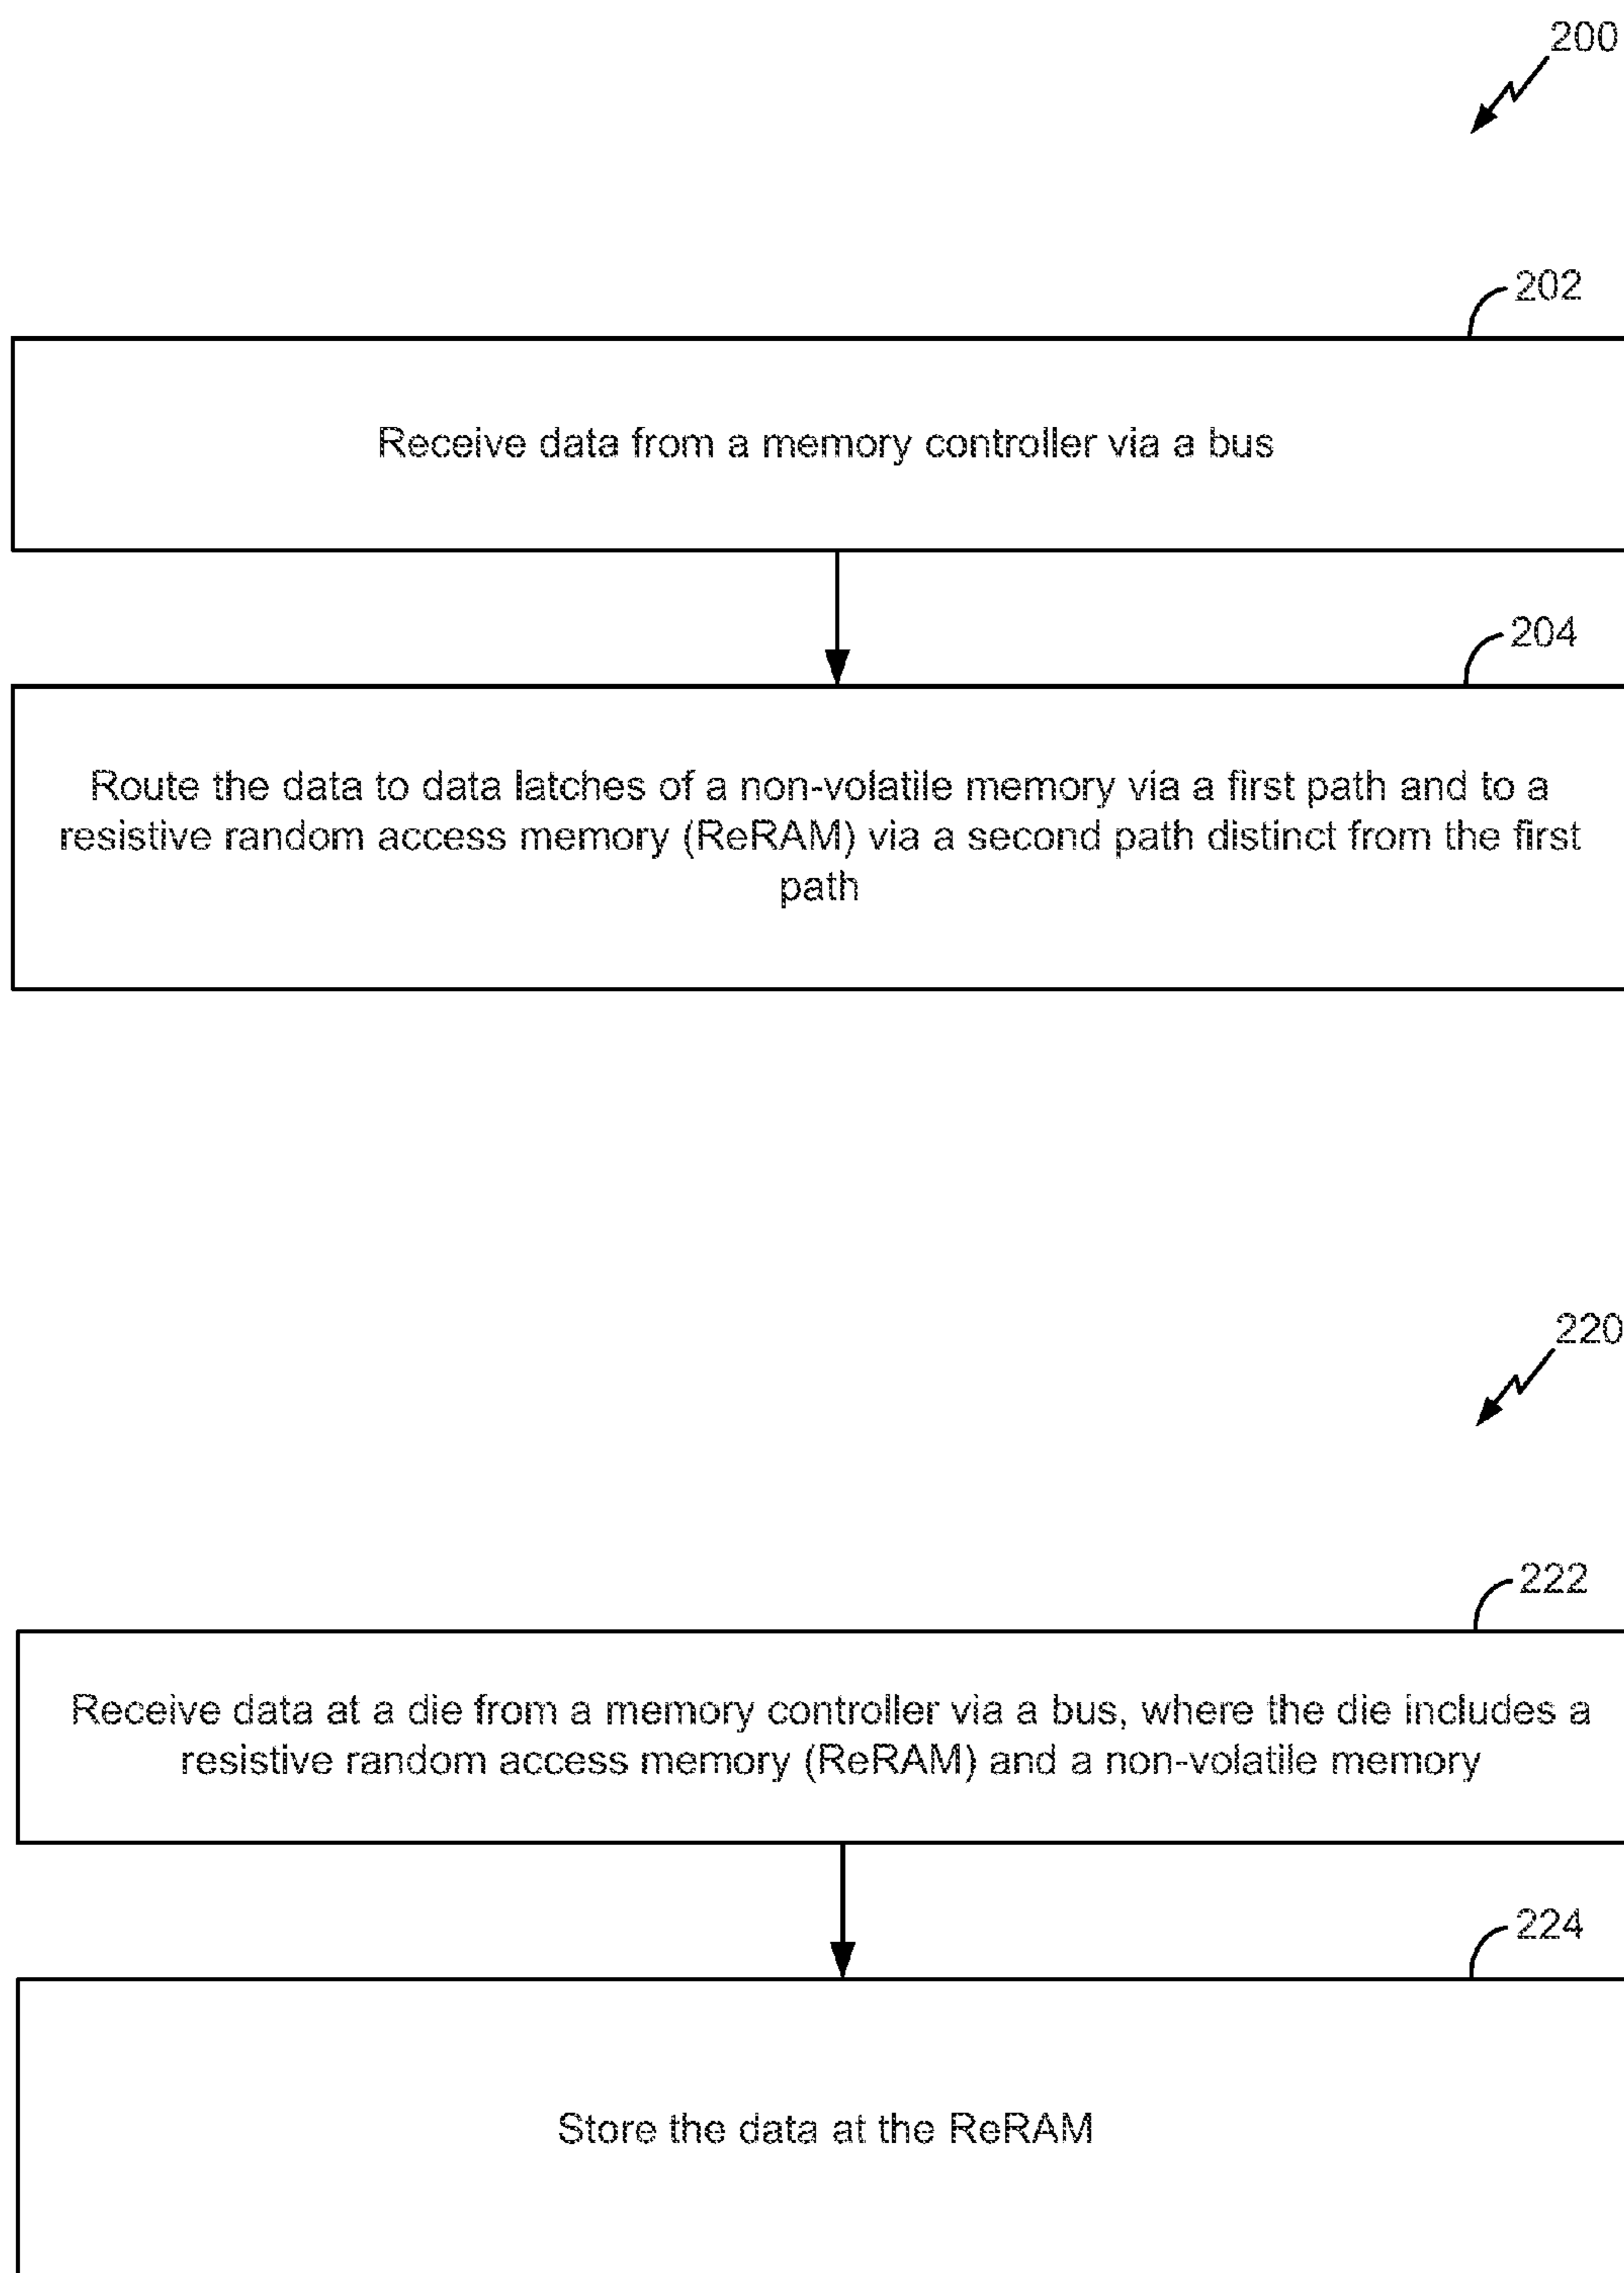 200
202
Receive data from a memory controller via a bus
204
Route the data to data latches of a non-volatile memory via a first path and to a
resistive random access memory (ReRAM) via a second path distinct from the first
path
220
222
Receive data at a die from a memory controller via a bus, where the die includes a
resistive random access memory (ReRAM) and a non-volatile memory
224
Store the data at the ReRAM